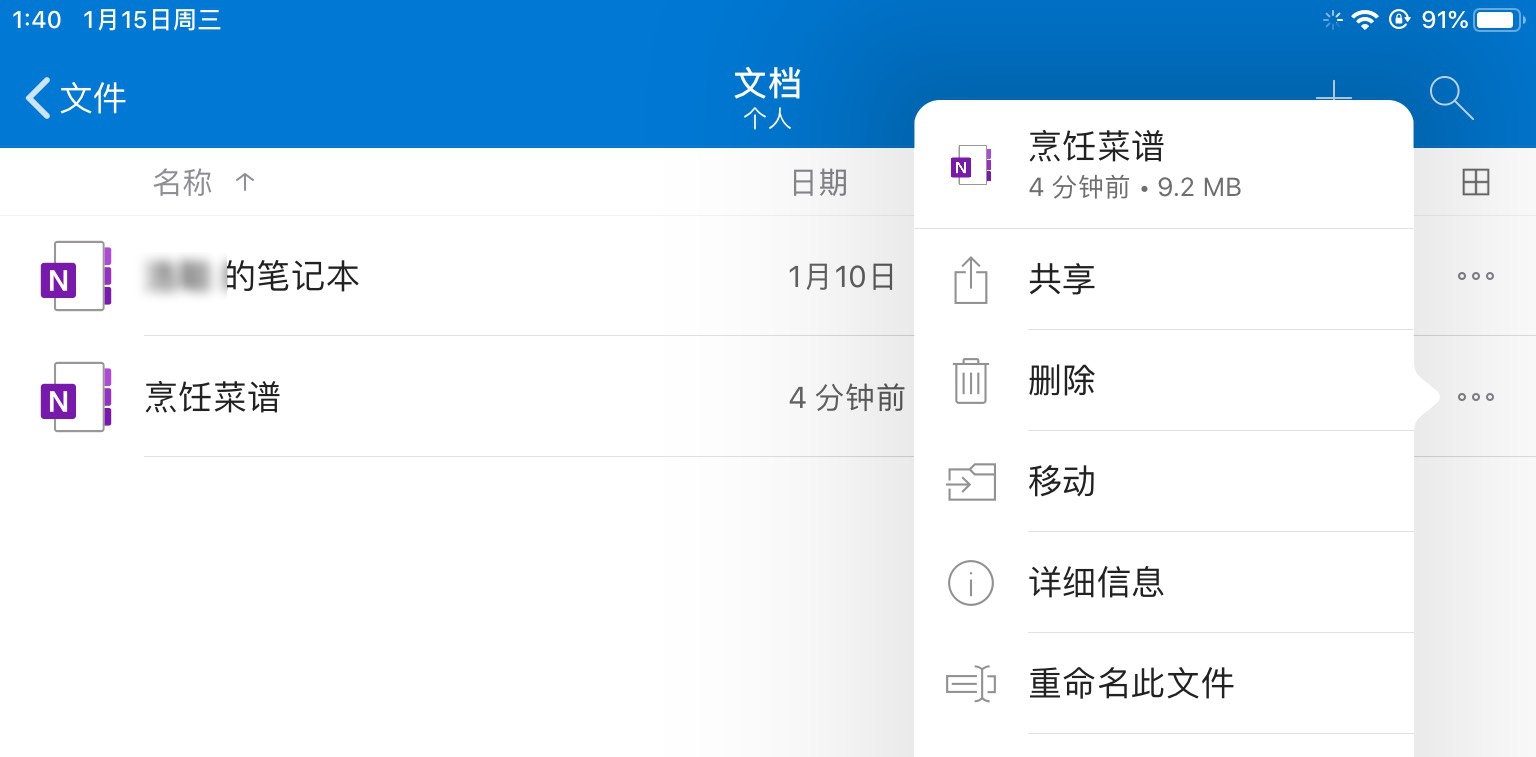 1:40 1月15日周三 91%
文件
文档
个人
名称 ↑ 日期
的笔记本 1月10日
烹饪菜谱 4 分钟前
烹饪菜谱
4 分钟前 • 9.2 MB
共享
删除
移动
详细信息
重命名此文件